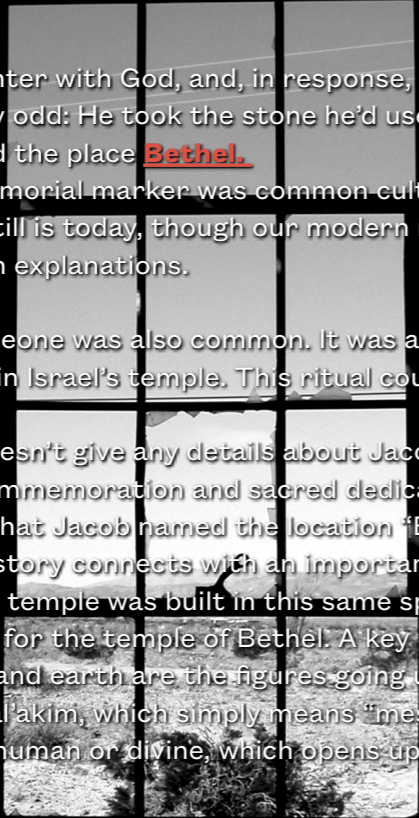 nter with God, and, in response,
odd: He took the stone he'd us
the place Bethel.
morial marker was common cult
till is today, though our modern
explanations.
eone was also common. It was a
in Israel's temple. This ritual cou
esn't give any details about Jaco
mmemoration and sacred dedica
hat Jacob named the location "B
story connects with an importan
temple was built in this same sp
for the temple of Bethel. A key
and earth are the figures going u
l'akim, which simply means "mes
human or divine, which opens up